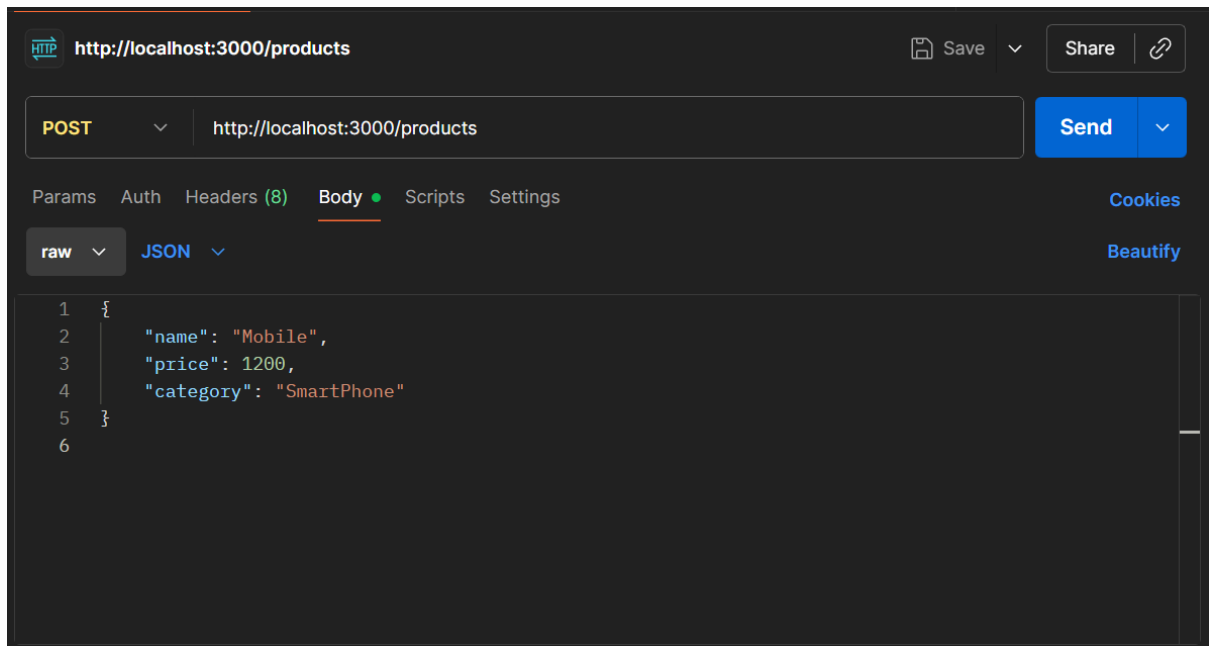 HTTP http://localhost:3000/products Save Share
POST http://localhost:3000/products Send
Params Auth Headers (8) Body Scripts Settings Cookies
raw JSON Beautify
1 {
2 "name": "Mobile",
3 "price": 1200,
4 "category": "SmartPhone"
5 }
6